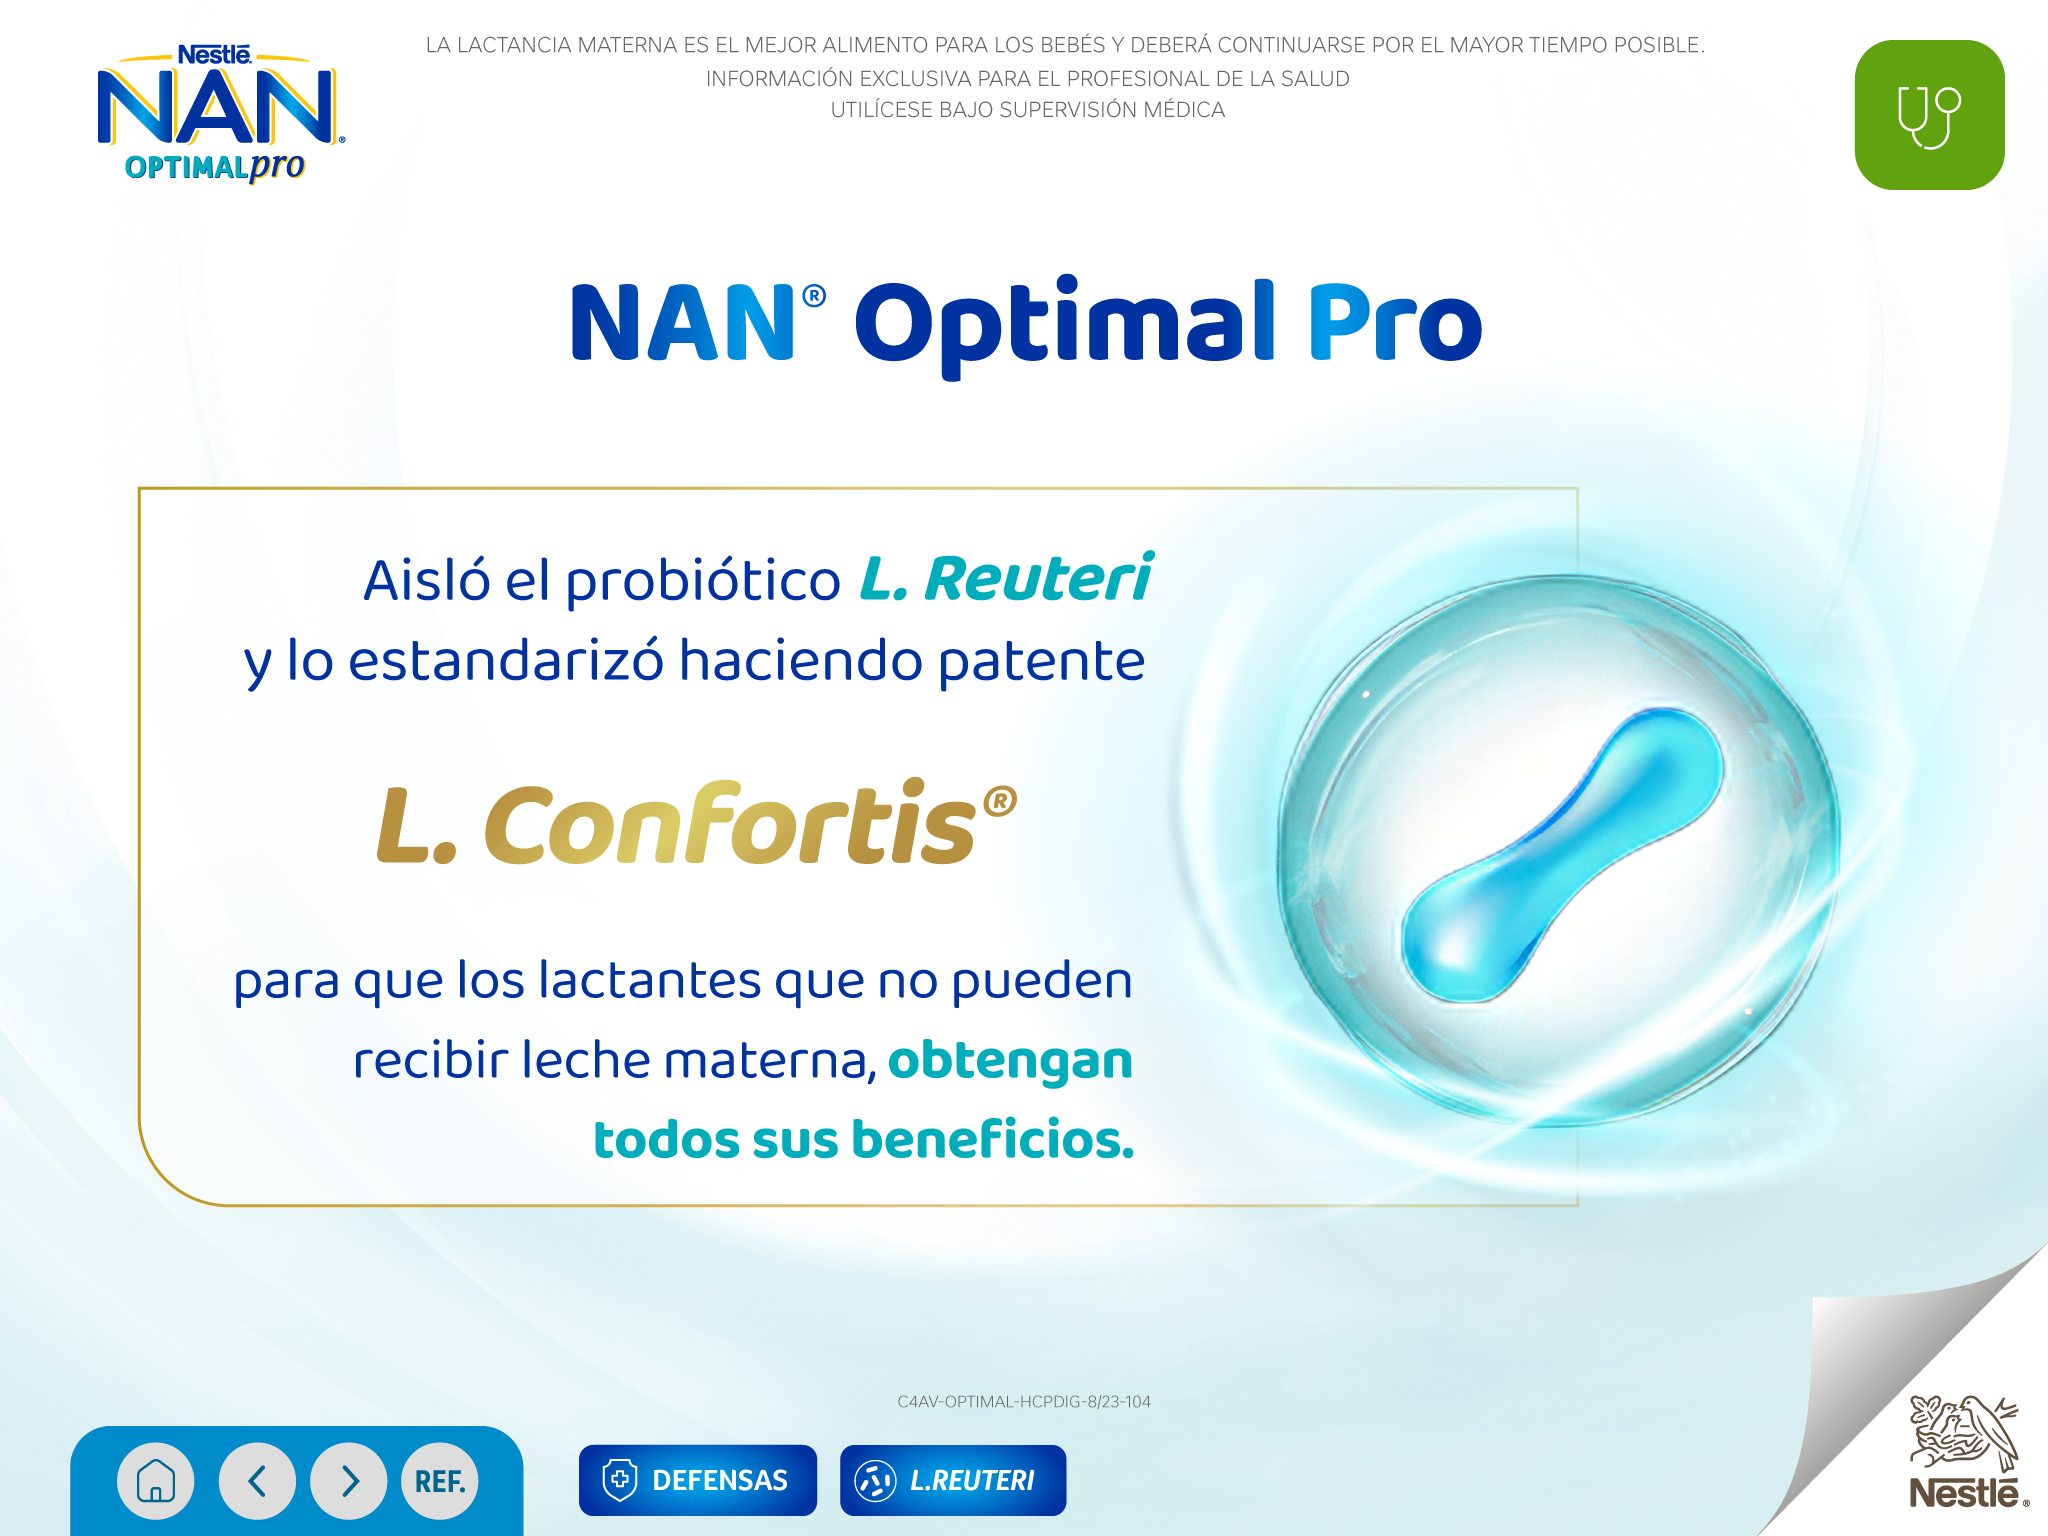 Nestlé
NAN®
OPTIMALpro
LA LACTANCIA MATERNA ES EL MEJOR ALIMENTO PARA LOS BEBÉS Y DEBERÁ CONTINUARSE POR EL MAYOR TIEMPO POSIBLE.
INFORMACIÓN EXCLUSIVA PARA EL PROFESIONAL DE LA SALUD
UTILÍCESE BAJO SUPERVISIÓN MÉDICA
NAN® Optimal Pro
Aisló el probiótico L. Reuteri
y lo estandarizó haciendo patente
L. Confortis®
para que los lactantes que no pueden
recibir leche materna, obtengan
todos sus beneficios.
C4AV-OPTIMAL-HCPDIG-8/23-104
REF.
DEFENSAS
L.REUTERI
Nestlé®